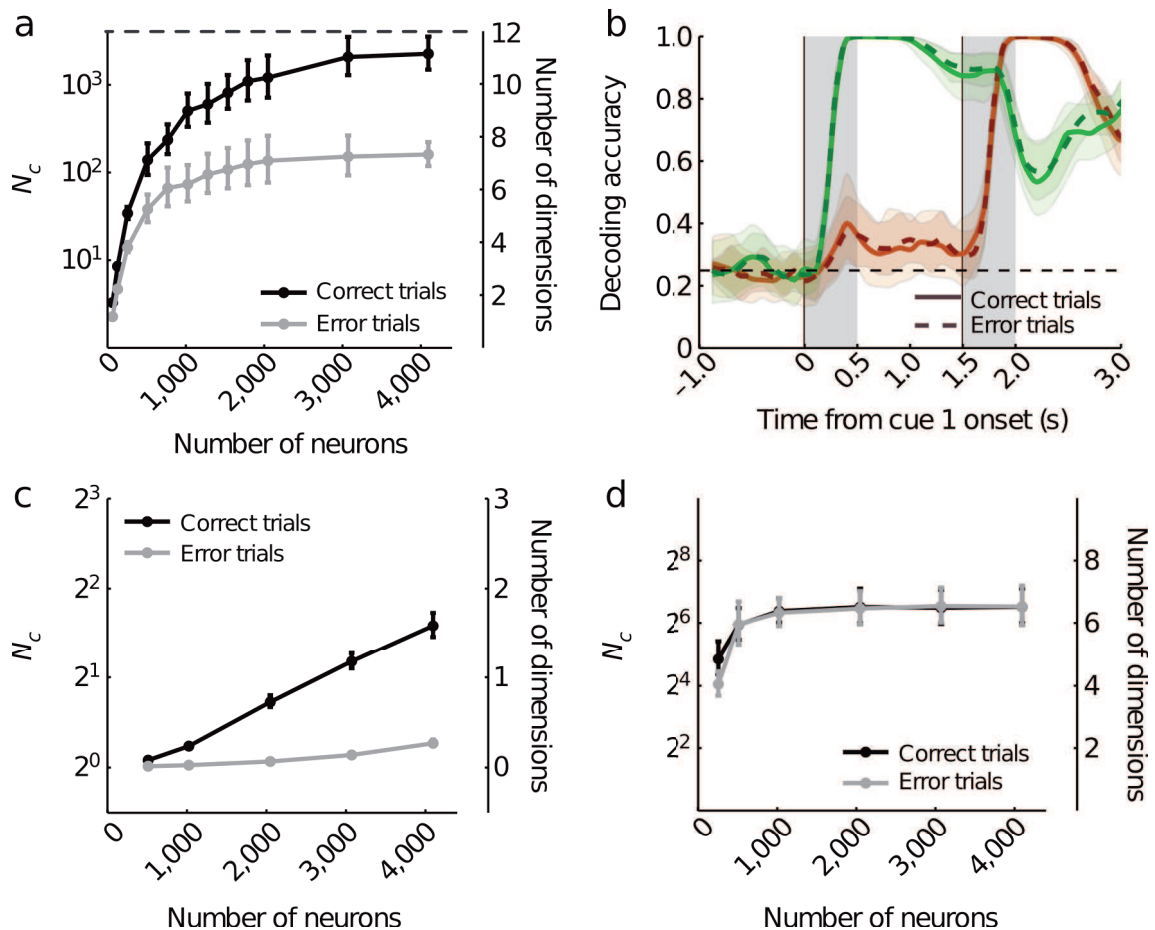 a
N_c
10³
10²
10¹
12
10
8
6
4
2
Number of dimensions
Correct trials
Error trials
0
1,000
2,000
3,000
4,000
Number of neurons
b
Decoding accuracy
1.0
0.8
0.6
0.4
0.2
0
Correct trials
Error trials
–1.0
0
0.5
1.0
1.5
2.0
3.0
Time from cue 1 onset (s)
c
N_c
2³
2²
2¹
2⁰
3
2
1
0
Number of dimensions
Correct trials
Error trials
0
1,000
2,000
3,000
4,000
Number of neurons
d
N_c
2⁸
2⁶
2⁴
2²
8
6
4
2
Number of dimensions
Correct trials
Error trials
0
1,000
2,000
3,000
4,000
Number of neurons